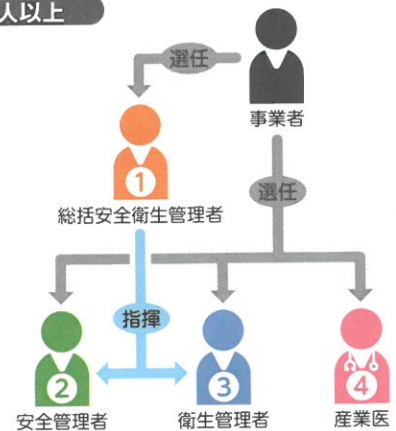 人以上
選任
事業者
1
総括安全衛生管理者
選任
指揮
2
安全管理者
3
衛生管理者
4
産業医